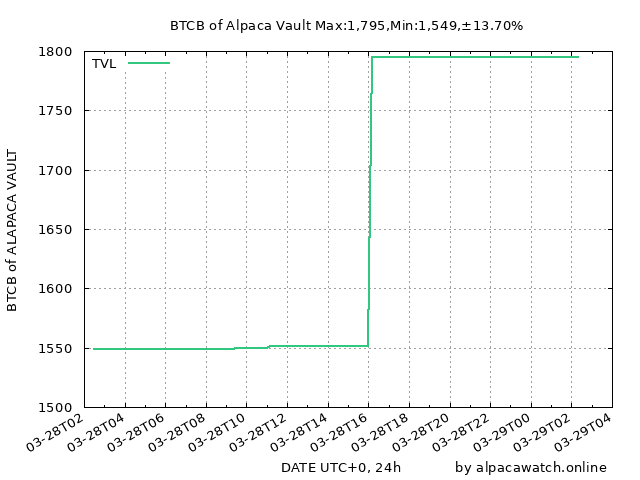 BTCB of Alpaca Vault Max:1,795,Min:1,549,±13.70%
TVL
1800
1750
1700
1650
1600
1550
1500
BTCB of ALAPACA VAULT
03-28T02
03-28T04
03-28T06
03-28T08
03-28T10
03-28T12
03-28T14
03-28T16
03-28T18
03-28T20
03-28T22
03-29T00
03-29T02
03-29T04
DATE UTC+0, 24h
by alpacawatch.online